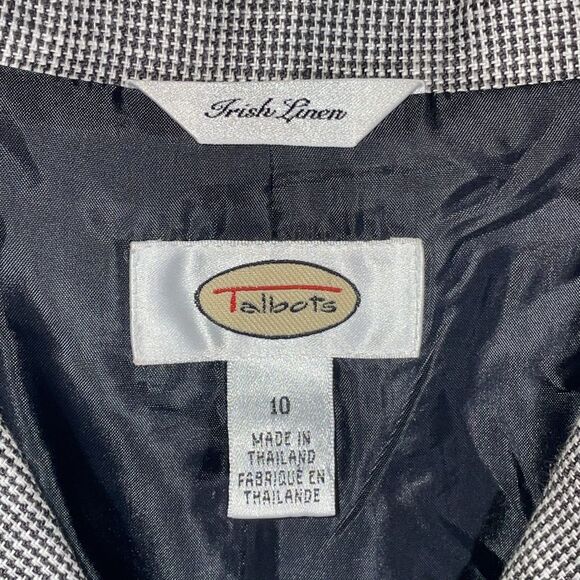 Irish Linen
Talbots
10
MADE IN
THAILAND
FABRIQUÉ EN
THAILANDE